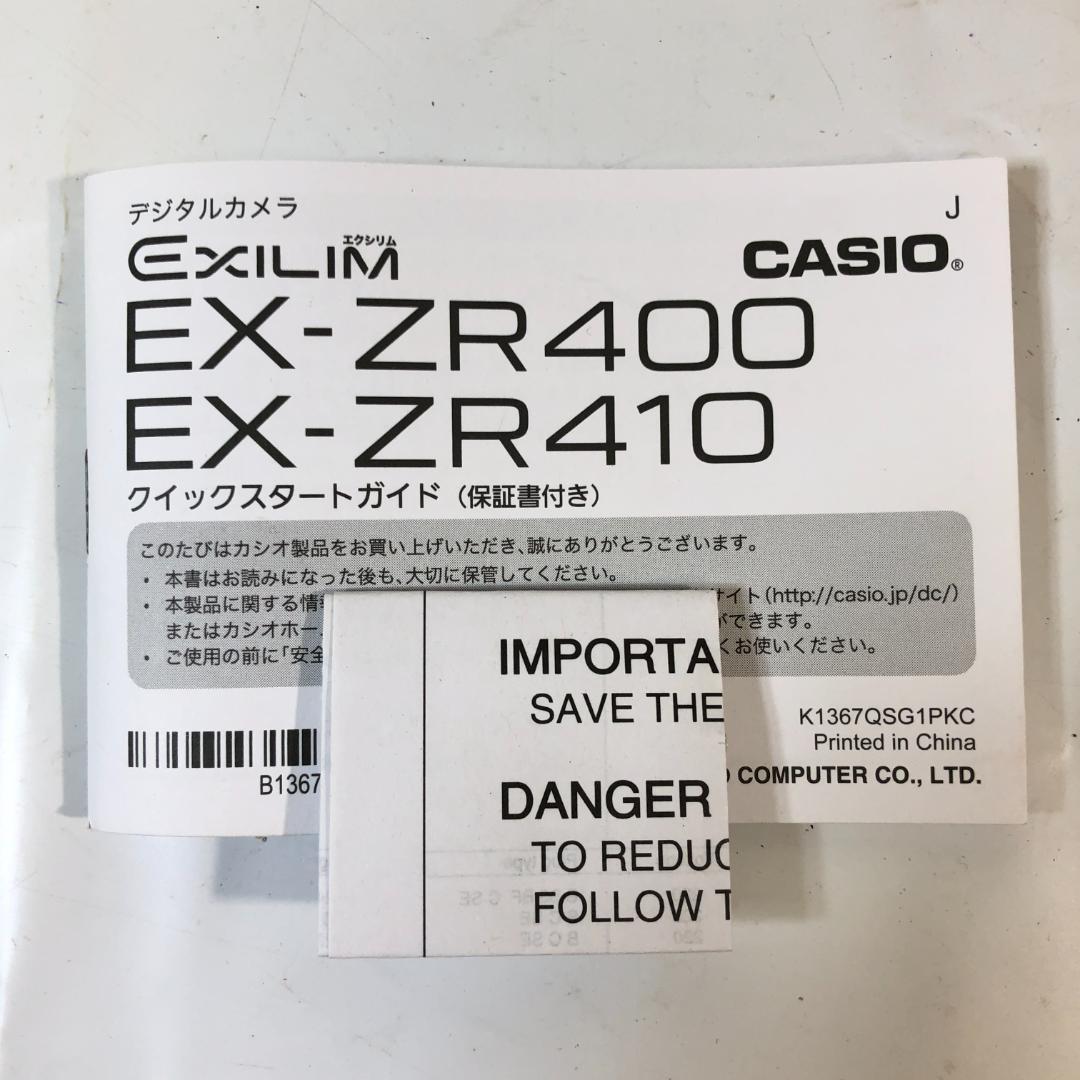 デジタルカメラ
J
エクシリム
EXILIM
CASIO®
EX-ZR400
EX-ZR410
クイックスタートガイド（保証書付き）
このたびはカシオ製品をお買い上げいただき、誠にありがとうございます。
• 本書はお読みになった後も、大切に保管してください。
• 本製品に関する情
サイト（http://casio.jp/dc/）
またはカシオホー
ができます。
• ご使用の前に「安全
くお使いください。
IMPORTA
SAVE THE
K1367QSG1PKC
Printed in China
B1367
COMPUTER CO., LTD.
DANGER
TO REDUC
FOLLOW T